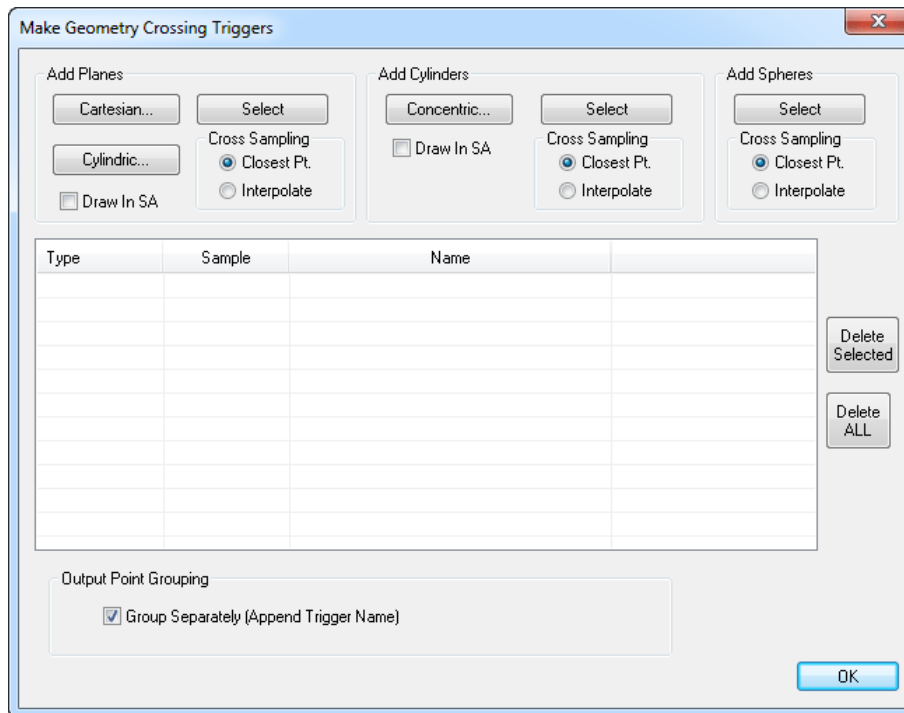 Make Geometry Crossing Triggers
Add Planes
Cartesian...
Select
Cylindric...
Cross Sampling
Closest Pt.
Interpolate
Draw In SA
Add Cylinders
Concentric...
Select
Draw In SA
Cross Sampling
Closest Pt.
Interpolate
Add Spheres
Select
Cross Sampling
Closest Pt.
Interpolate
Type Sample Name
Delete
Selected
Delete
ALL
Output Point Grouping
Group Separately (Append Trigger Name)
OK